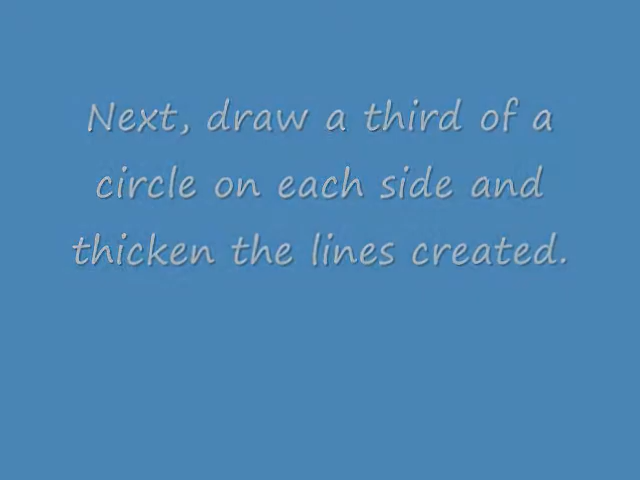 Next, draw a third of a
circle on each side and
thicken the lines created.